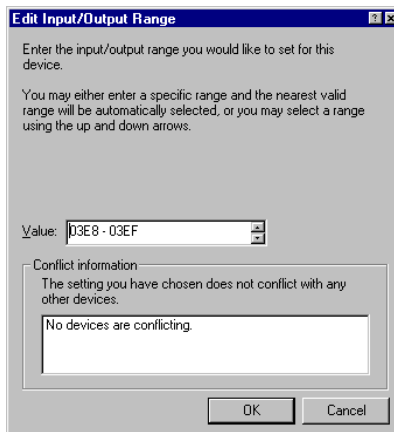 Edit Input/Output Range
Enter the input/output range you would like to set for this
device.
You may either enter a specific range and the nearest valid
range will be automatically selected, or you may select a range
using the up and down arrows.
Value: 03E8 - 03EF
Conflict information
The setting you have chosen does not conflict with any
other devices.
No devices are conflicting.
OK Cancel